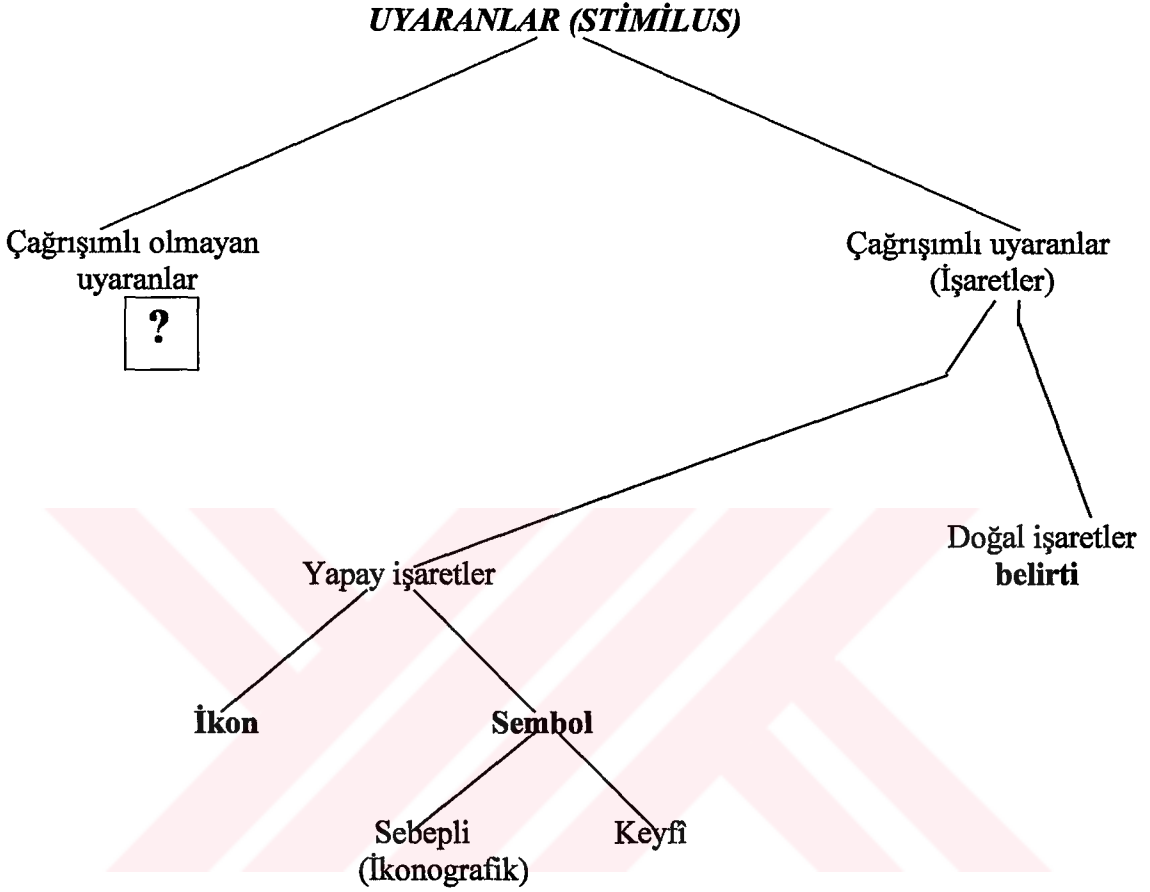 UYARANLAR (STİMİLUS)
Çağrışımlı olmayan
uyaranlar
?
Çağrışımlı uyaranlar
(İşaretler)
Doğal işaretler
belirti
Yapay işaretler
İkon
Sembol
Sebepli
(İkonografik)
Keyfî